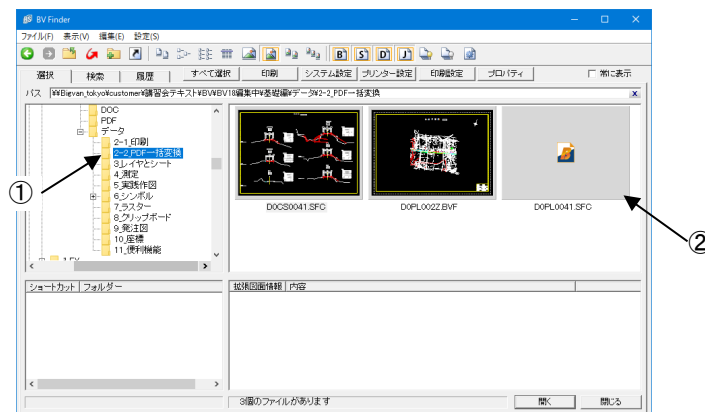 BV Finder
ファイル(F) 表示(V) 編集(E) 設定(S)
B S D J
選択 検索 履歴 すべて選択 印刷 システム設定 プリンター設定 印刷設定 プロパティ 常に表示
パス ¥¥Bigvan_tokyo¥customer¥講習会テキスト¥BV¥BV18編集中¥基礎編¥データ¥2-2_PDF一括変換
DOC
PDF
データ
2-1_印刷
2-2_PDF一括変換
3_レイヤとシート
4_測定
5_実践作図
6_シンボル
7_ラスター
8_クリップボード
9_発注図
10_座標
11_便利機能
①
D0CS0041.SFC D0PL002Z.BVF D0PL0041.SFC
②
ショートカット フォルダー
拡張図面情報 内容
3個のファイルがあります 開く 閉じる